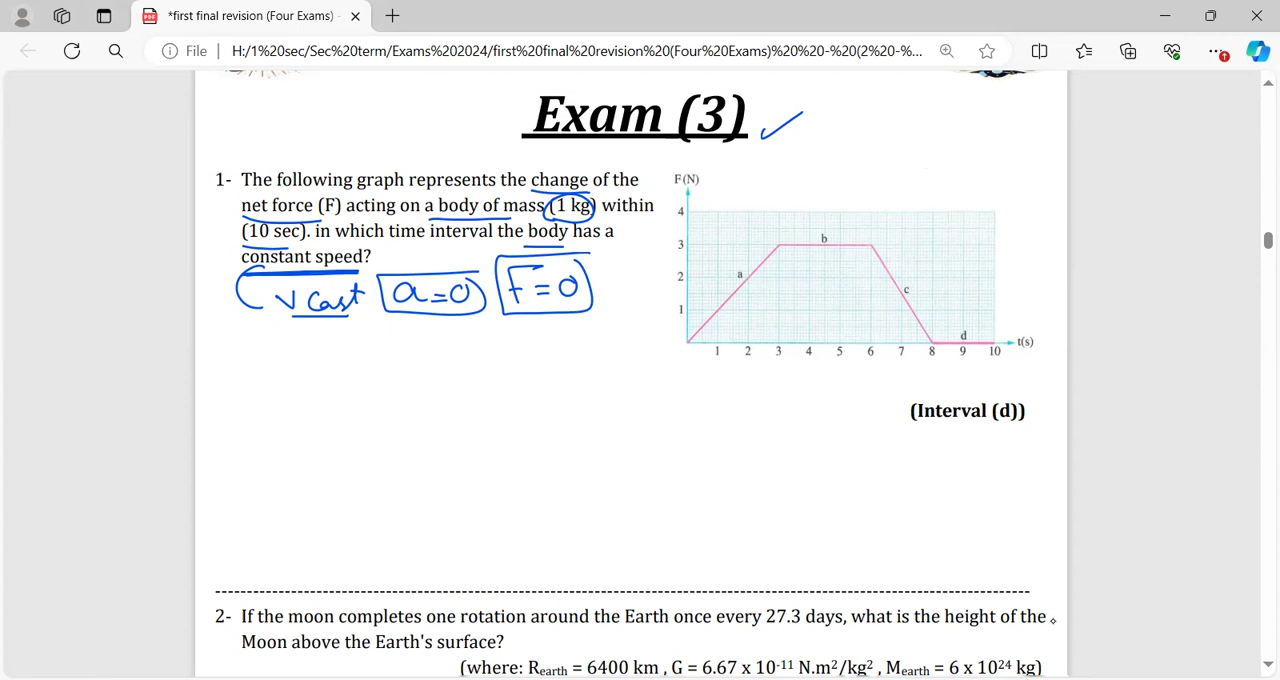 *first final revision (Four Exams) -
File
H:/1%20sec/Sec%20term/Exams%202024/first%20final%20revision%20(Four%20Exams)%20%20-%20(2%20-%...
Exam (3)
1- The following graph represents the change of the
net force (F) acting on a body of mass (1 kg) within
(10 sec). in which time interval the body has a
constant speed?
V Cost a=0 F=0
F(N)
4
3
2
1
a
b
c
d
1 2 3 4 5 6 7 8 9 10
t(s)
(Interval (d))
2- If the moon completes one rotation around the Earth once every 27.3 days, what is the height of the
Moon above the Earth's surface?
(where: Rearth = 6400 km , G = 6.67 x 10-11 N.m2/kg2 , Mearth = 6 x 1024 kg)